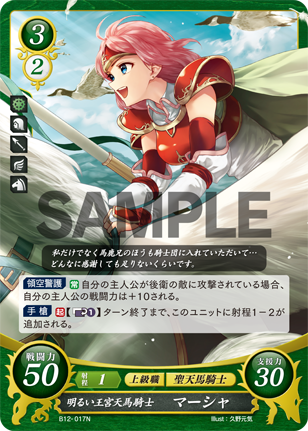 3
2
SAMPLE
私だけでなく馬鹿兄のほうも騎士団に入れていただいて…
どんなに感謝しても足りないくらいです。
領空警護 常 自分の主人公が後衛の敵に攻撃されている場合、
自分の主人公の戦闘力は+10される。
手槍 起 【 -01】ターン終了まで、このユニットに射程1-2が
追加される。
戦闘力
50
射程 1
上級職
聖天馬騎士
支援力
30
B12-017N
明るい王宮天馬騎士 マーシャ
Illust:久野元気